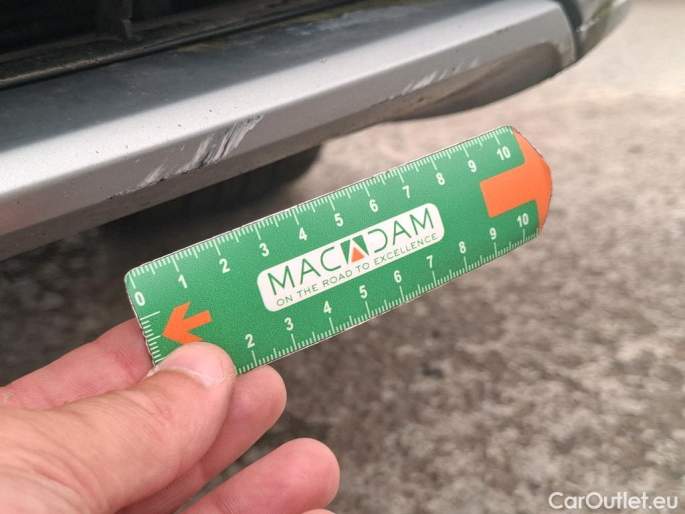 0 1 2 3 4 5 6 7 8 9 10
MACADAM
ON THE ROAD TO EXCELLENCE
2 3 4 5 6 7 8 9 10
CarOutlet.eu